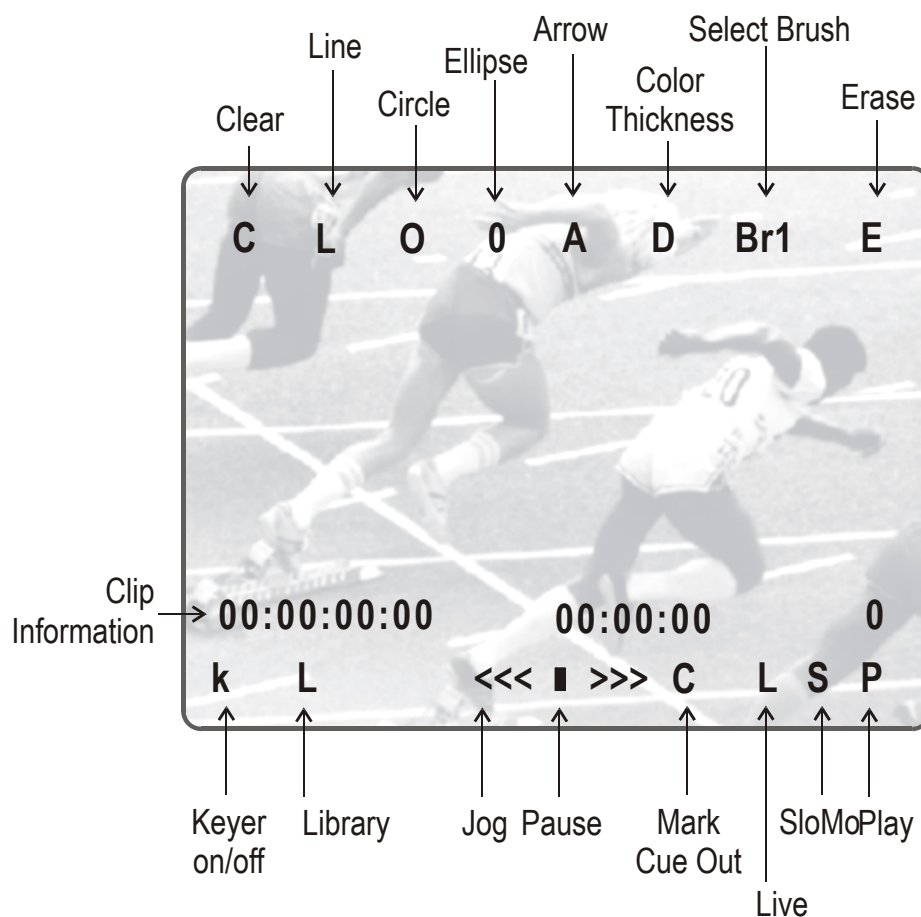 Arrow
Select Brush
Line
Ellipse
Color
Thickness
Circle
Erase
Clear
C L O 0 A D Br1 E
Clip
Information
00:00:00:00 00:00:00 0
k L <<< ▮ >>> C L S P
Keyer
on/off
Library
Jog
Pause
Mark
Cue Out
SloMo
Play
Live